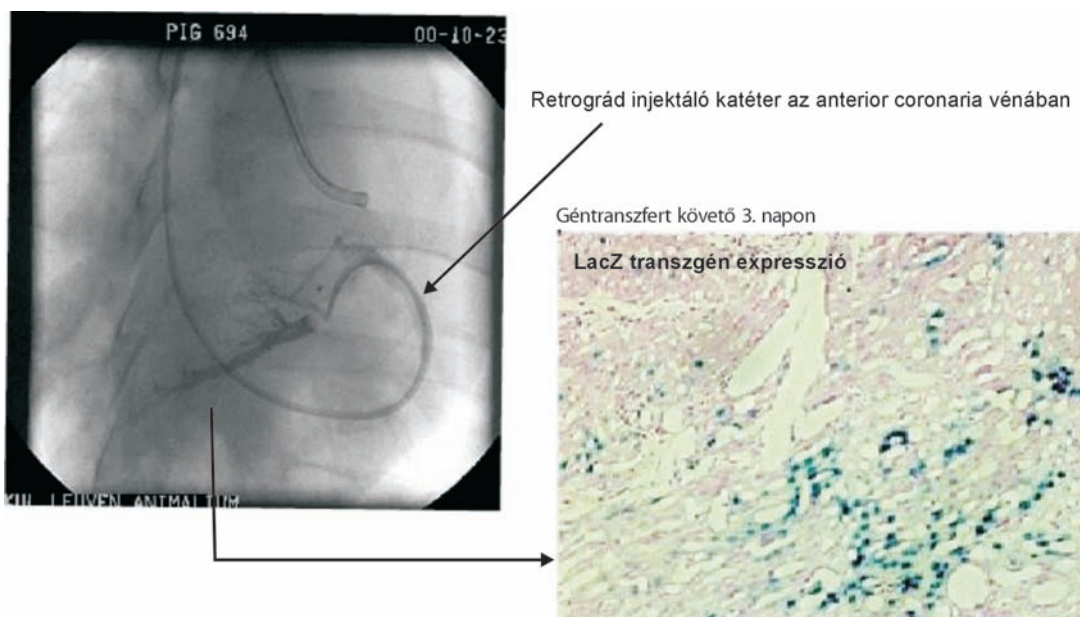 PIG 694
00-10-23
Retrográd injektáló katéter az anterior coronaria vénában
Géntranszfert követő 3. napon
LacZ transzgén expresszió
KUL LEUVEN ANIMALIUM